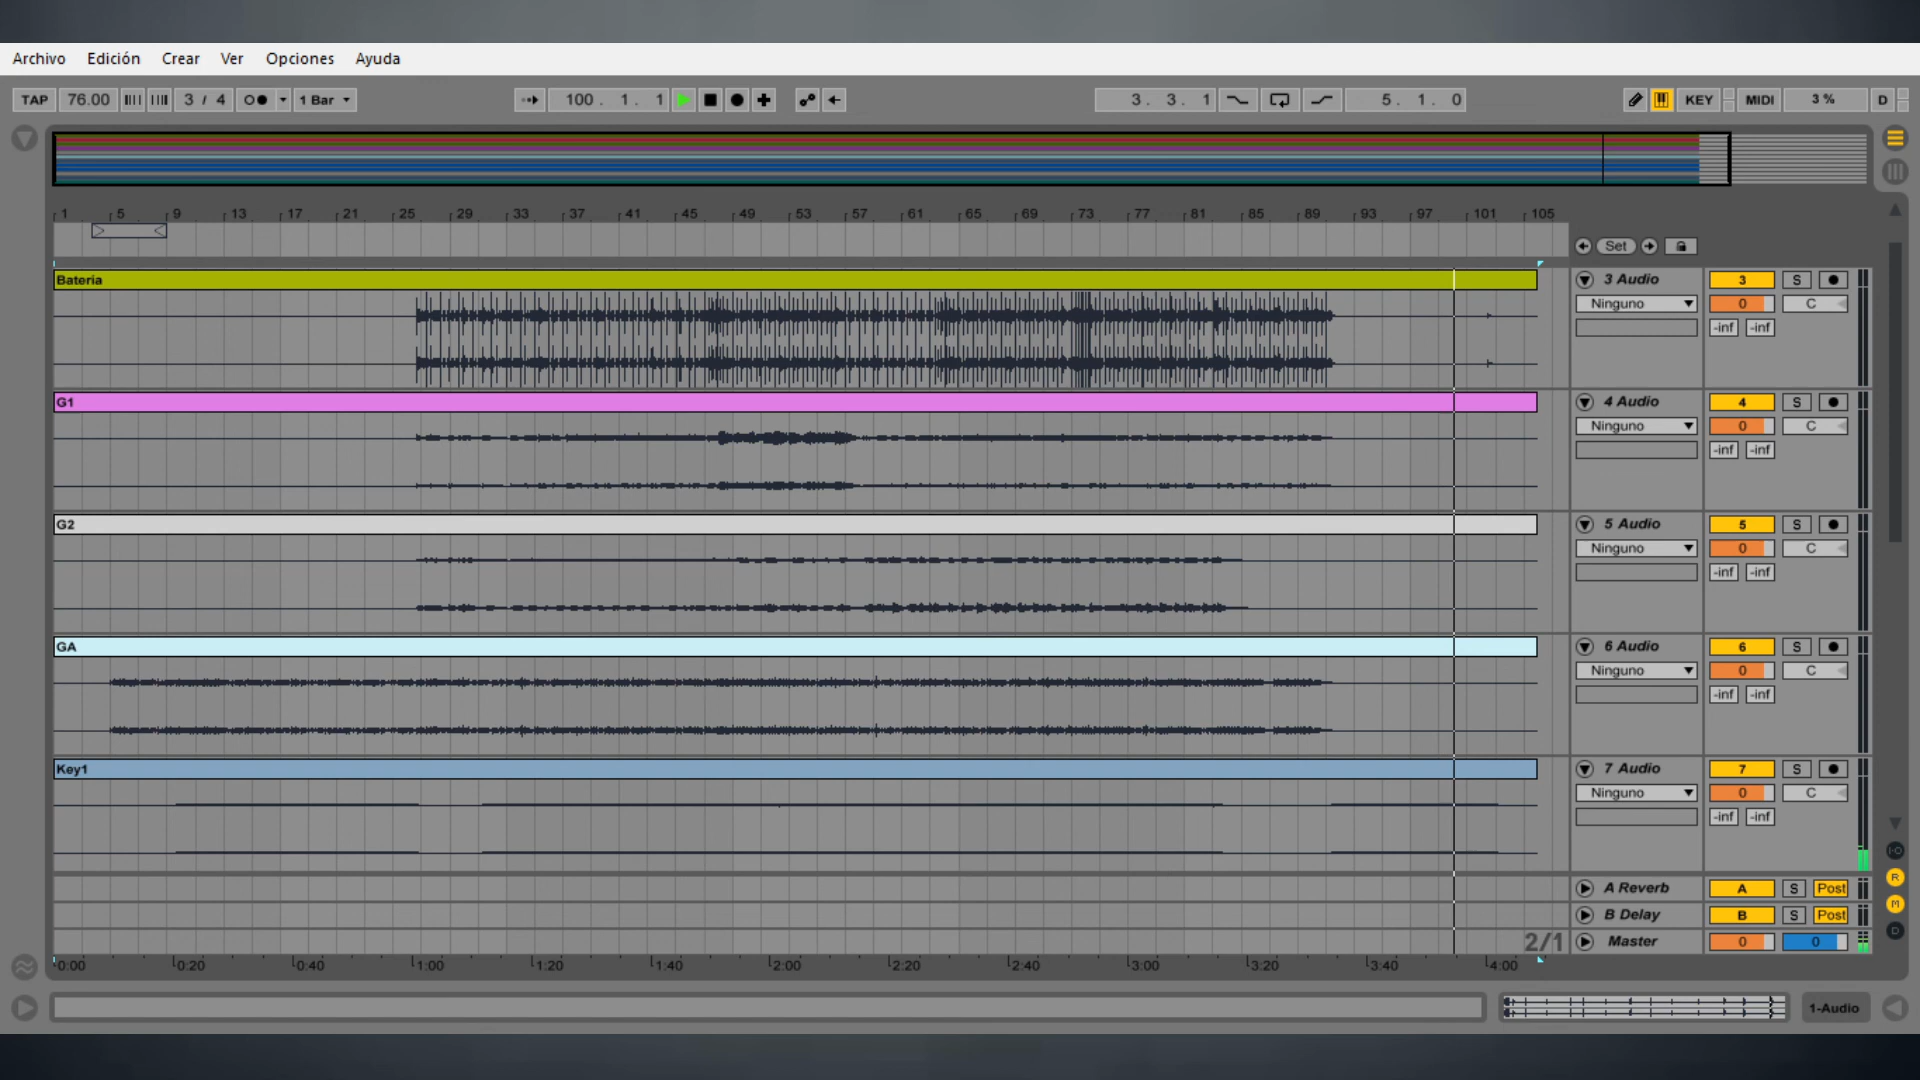 Archivo Edición Crear Ver Opciones Ayuda
TAP 76.00 3 / 4 1 Bar 100. 1. 1 3. 3. 1 5. 1. 0 KEY MIDI 3 % D
1 5 9 13 17 21 25 29 33 37 41 45 49 53 57 61 65 69 73 77 81 85 89 93 97 101 105
Set
Bateria 3 Audio 3 S
Ninguno 0 C
-inf -inf
G1 4 Audio 4 S
Ninguno 0 C
-inf -inf
G2 5 Audio 5 S
Ninguno 0 C
-inf -inf
GA 6 Audio 6 S
Ninguno 0 C
-inf -inf
Key1 7 Audio 7 S
Ninguno 0 C
-inf -inf
A Reverb A S Post
R
B Delay B S Post
M
2/1 Master 0 0
D
0:00 0:20 0:40 1:00 1:20 1:40 2:00 2:20 2:40 3:00 3:20 3:40 4:00
1-Audio